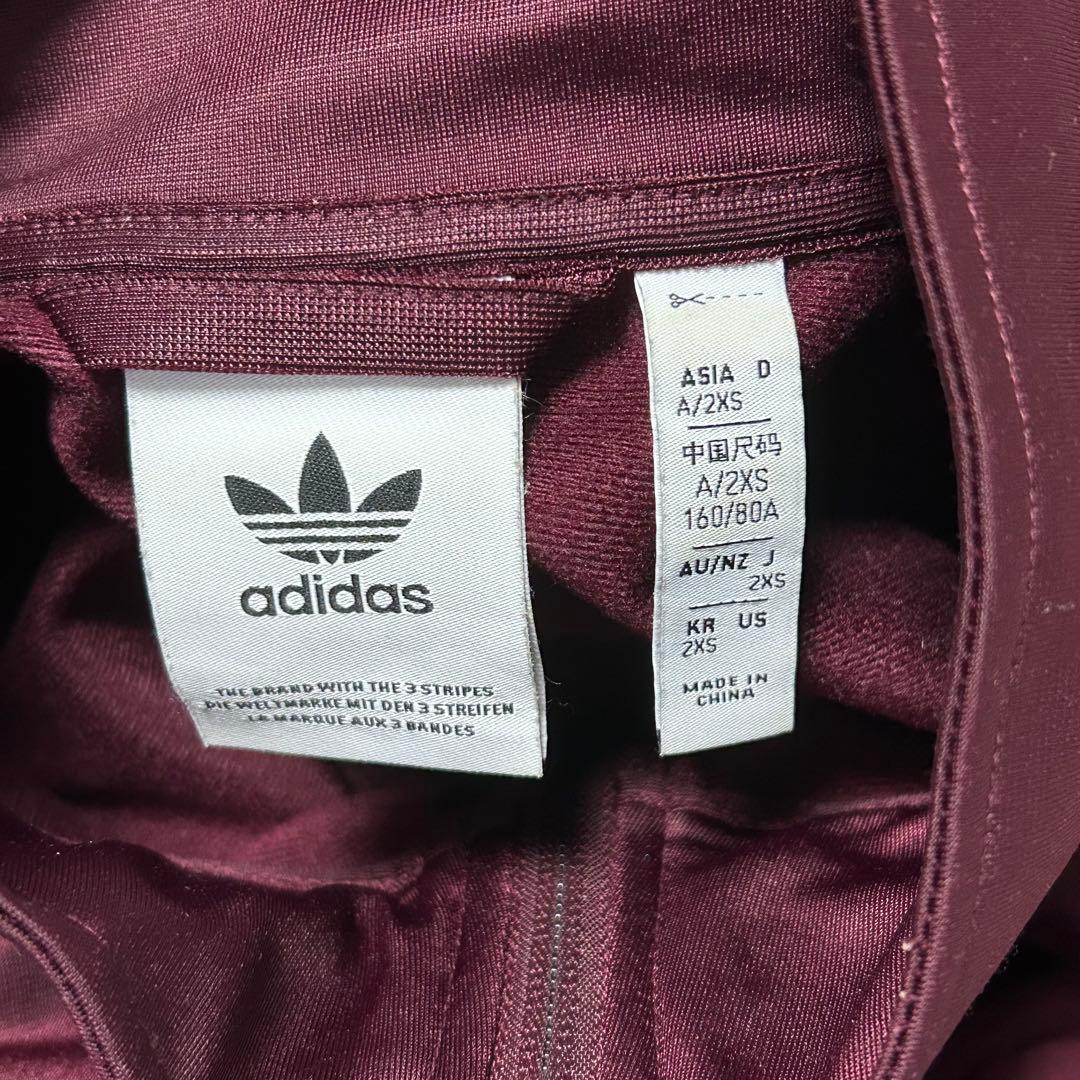 adidas
THE BRAND WITH THE 3 STRIPES
DIE WELTMARKE MIT DEN 3 STREIFEN
LA MARQUE AUX 3 BANDES
ASIA D
A/2XS
中国尺码
A/2XS
160/80A
AU/NZ J
2XS
KR US
2XS
MADE IN
CHINA